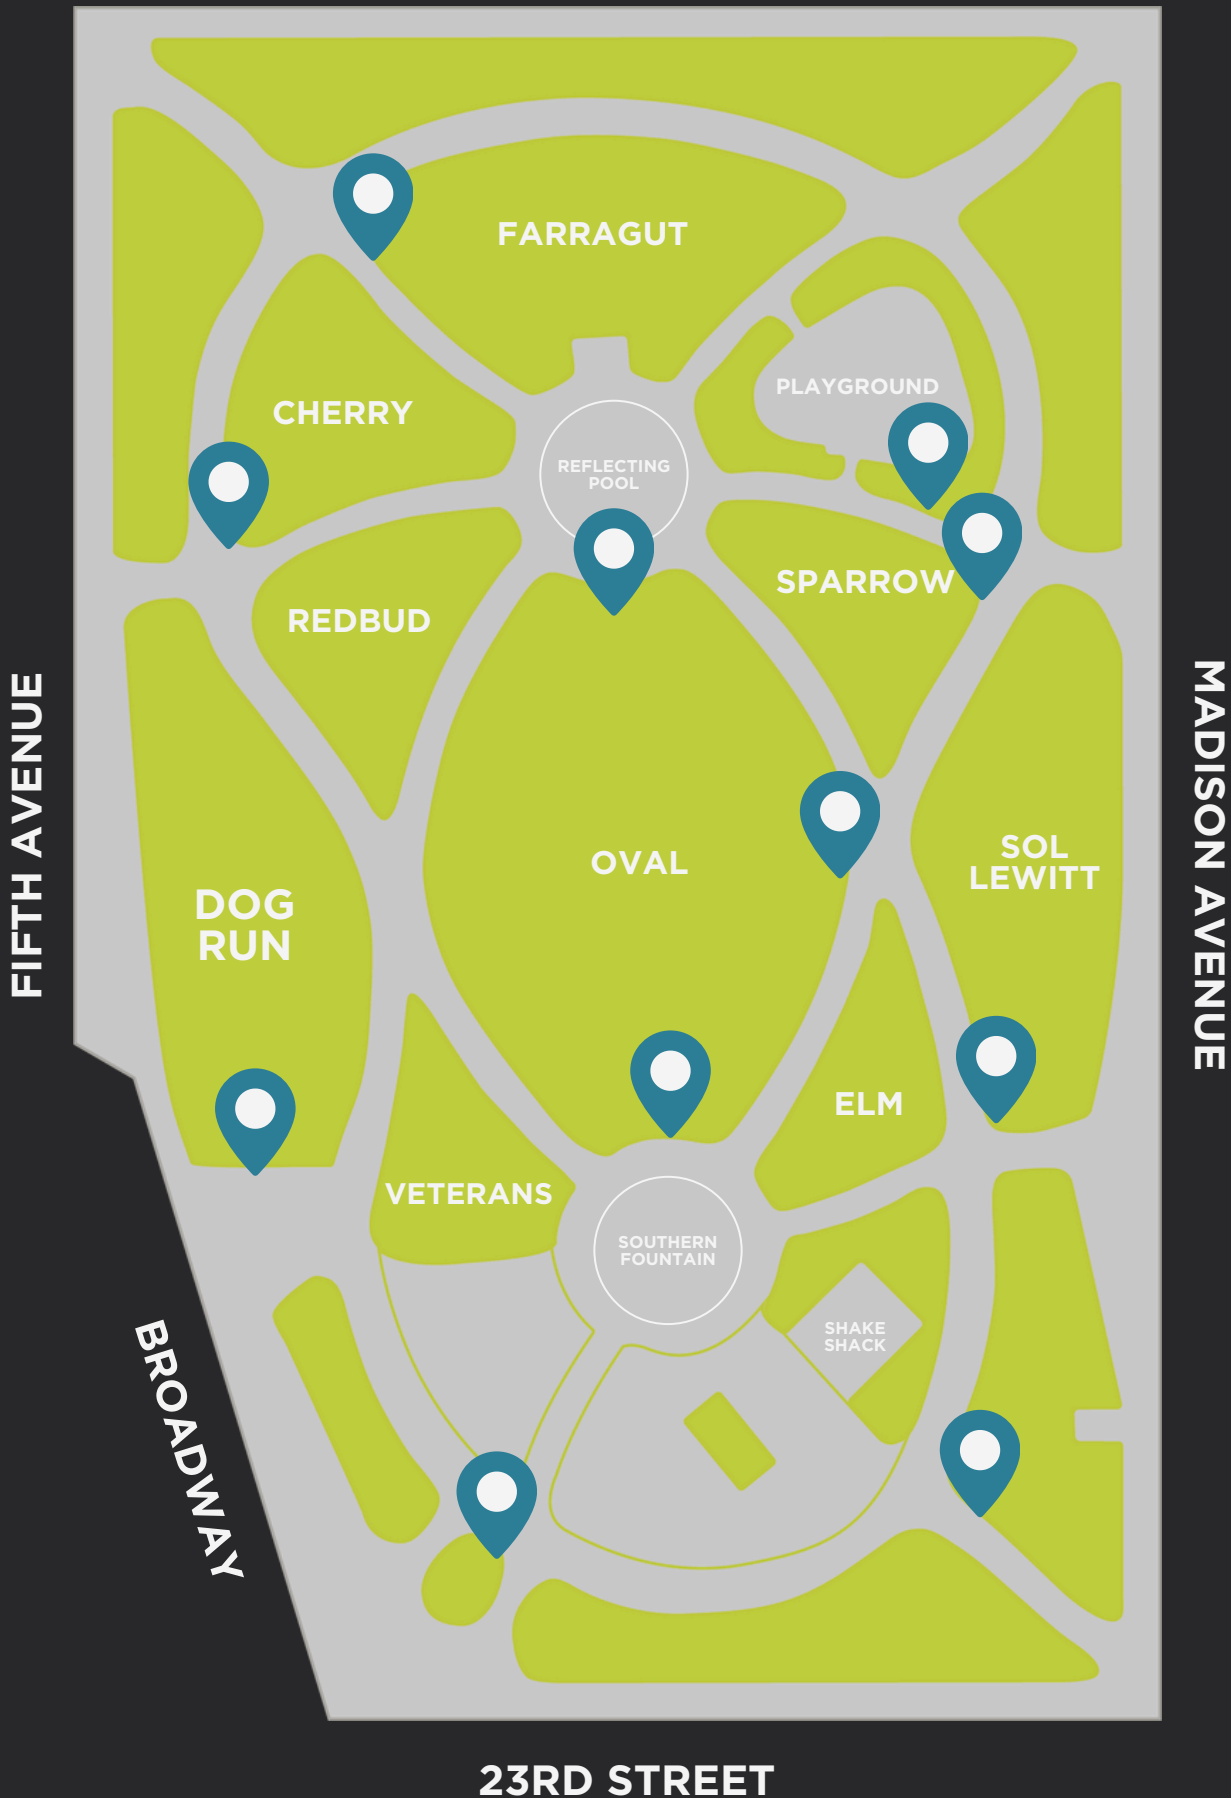 FARRAGUT
PLAYGROUND
CHERRY
REFLECTING
POOL
SPARROW
REDBUD
FIFTH AVENUE
MADISON AVENUE
OVAL
SOL
LEWITT
DOG
RUN
ELM
VETERANS
SOUTHERN
FOUNTAIN
SHAKE
SHACK
BROADWAY
23RD STREET